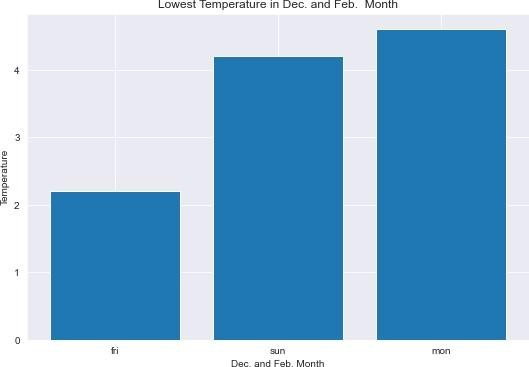 Lowest Temperature in Dec. and Feb.  Month
Temperature
4
3
2
1
0
fri sun mon
Dec. and Feb. Month